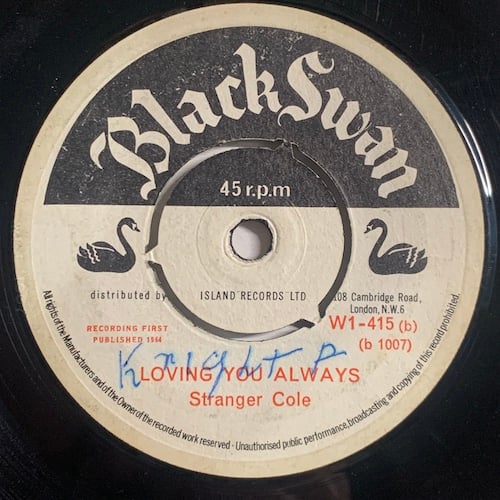 Black Swan
45 r.p.m
distributed by ISLAND RECORDS LTD 108 Cambridge Road,
London, N.W.6
RECORDING FIRST
PUBLISHED 1964
W1-415 (b)
(b 1007)
Knight P
LOVING YOU ALWAYS
Stranger Cole
All rights of the Manufacturers and of the Owner of the recorded work reserved - Unauthorised public performance, broadcasting and copying of this record prohibited.